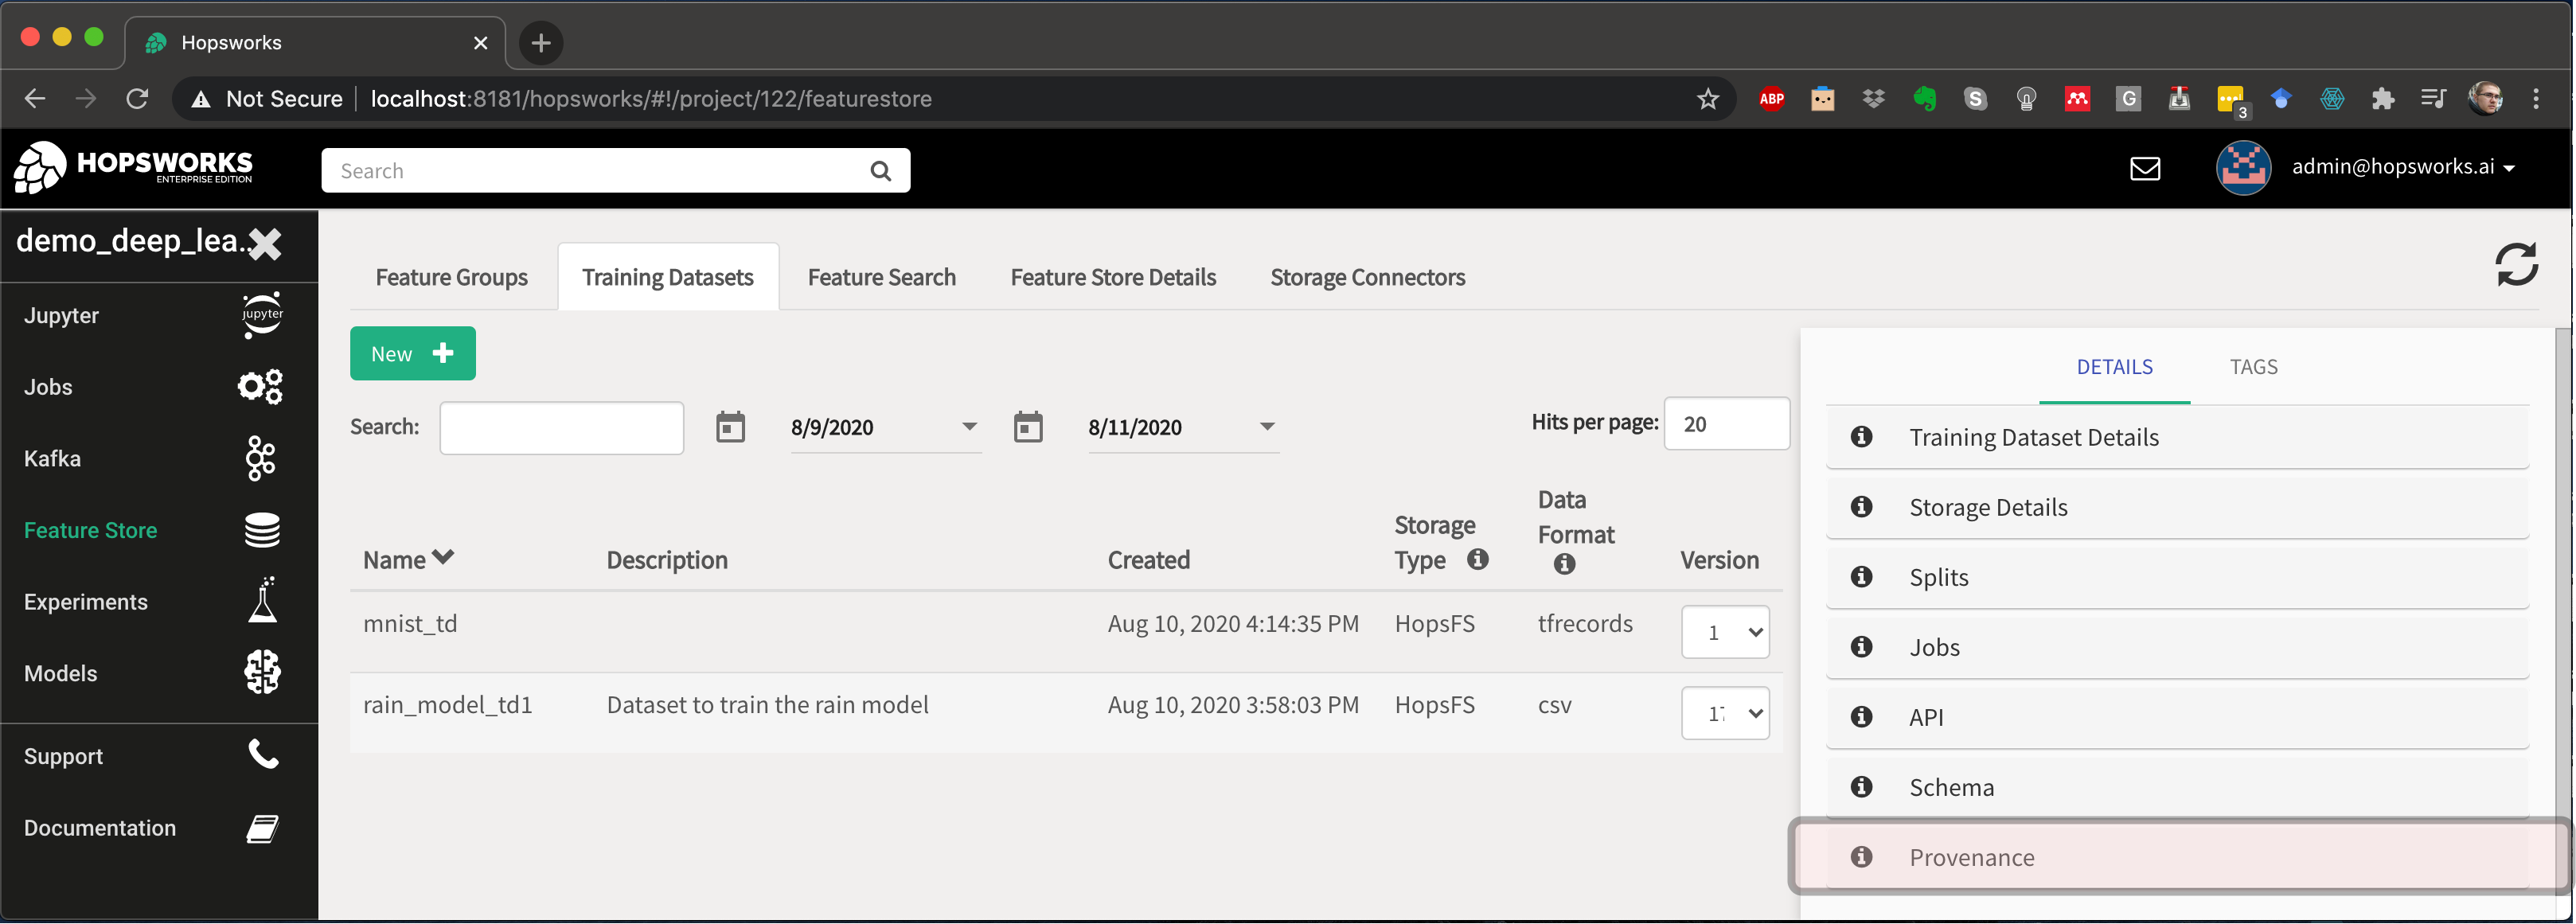 Hopsworks
Not Secure | localhost:8181/hopsworks/#!/project/122/featurestore
ABP
S
G
3
HOPSWORKS
ENTERPRISE EDITION
Search
admin@hopsworks.ai
demo_deep_lea..
Jupyter
jupyter
Jobs
Kafka
Feature Store
Experiments
Models
Support
Documentation
Feature Groups
Training Datasets
Feature Search
Feature Store Details
Storage Connectors
New
Search:
8/9/2020
8/11/2020
Hits per page:
20
Name
Description
Created
Storage Type
Data Format
Version
mnist_td
Aug 10, 2020 4:14:35 PM
HopsFS
tfrecords
1
rain_model_td1
Dataset to train the rain model
Aug 10, 2020 3:58:03 PM
HopsFS
csv
DETAILS
TAGS
Training Dataset Details
Storage Details
Splits
Jobs
API
Schema
Provenance